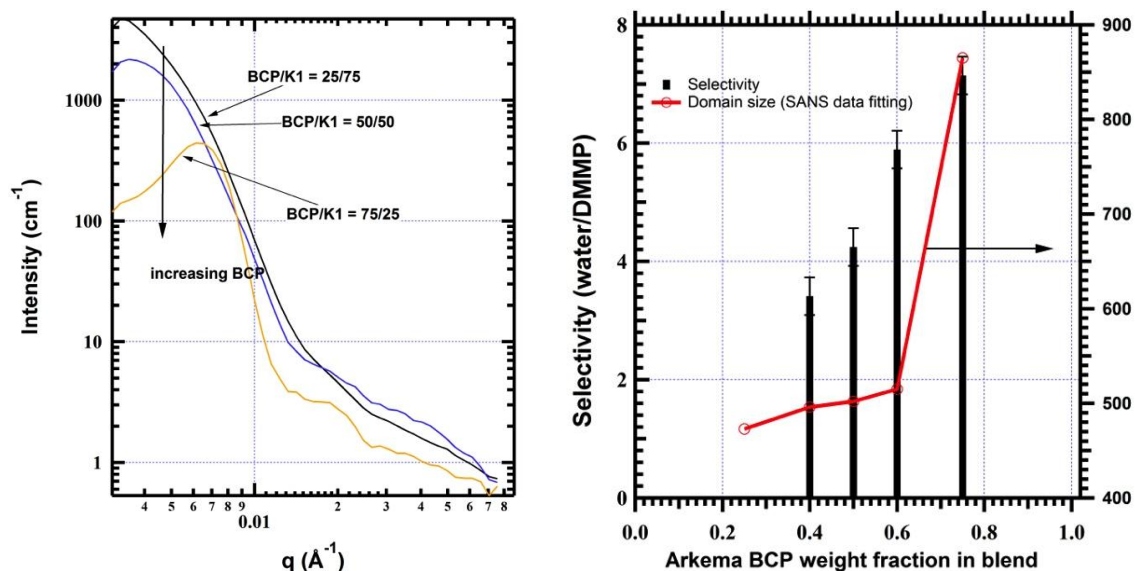 1000
100
10
1
Intensity (cm⁻¹)
BCP/K1 = 25/75
BCP/K1 = 50/50
BCP/K1 = 75/25
increasing BCP
4 5 6 7 8 9 2 3 4 5 6 7 8
0.01
q (Å⁻¹)
8
6
4
2
0
Selectivity (water/DMMP)
Selectivity
Domain size (SANS data fitting)
900
800
700
600
500
400
0.0 0.2 0.4 0.6 0.8 1.0
Arkema BCP weight fraction in blend